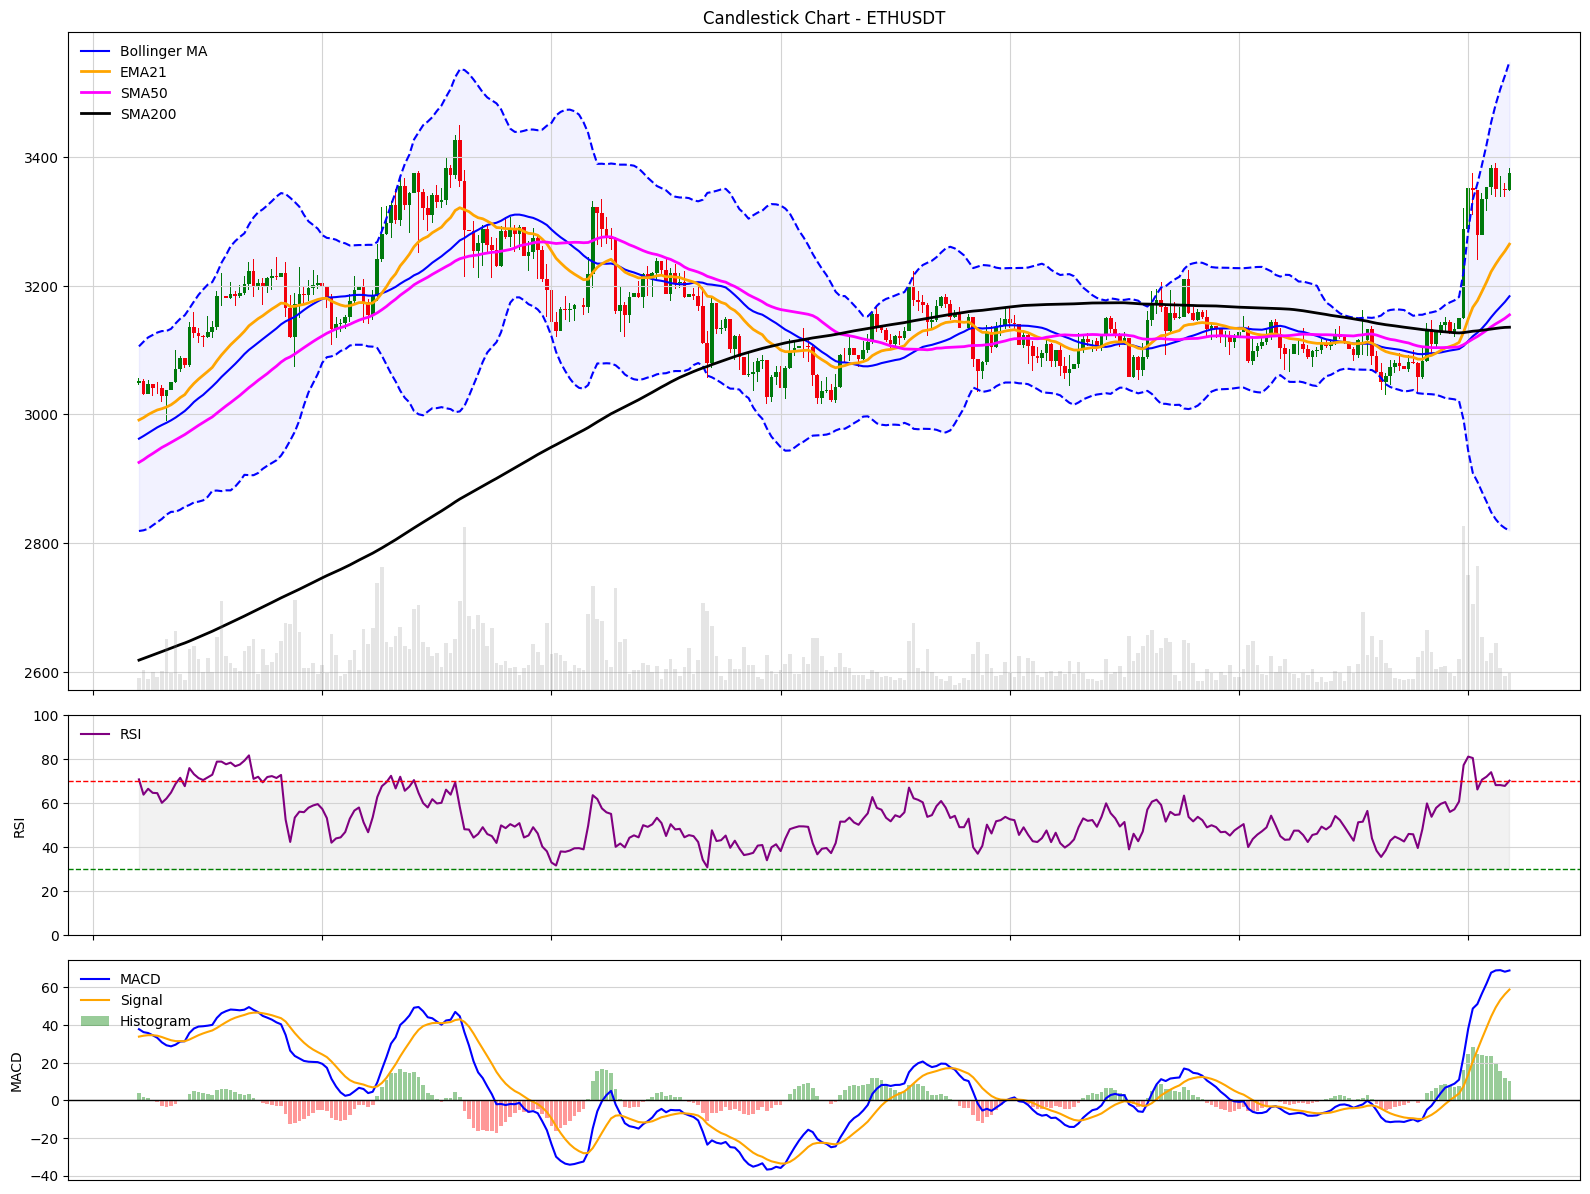 Candlestick Chart - ETHUSDT
Bollinger MA
EMA21
SMA50
SMA200
3400
3200
3000
2800
2600
RSI
100
80
60
40
20
0
RSI
MACD
Signal
Histogram
60
40
20
0
−20
−40
MACD